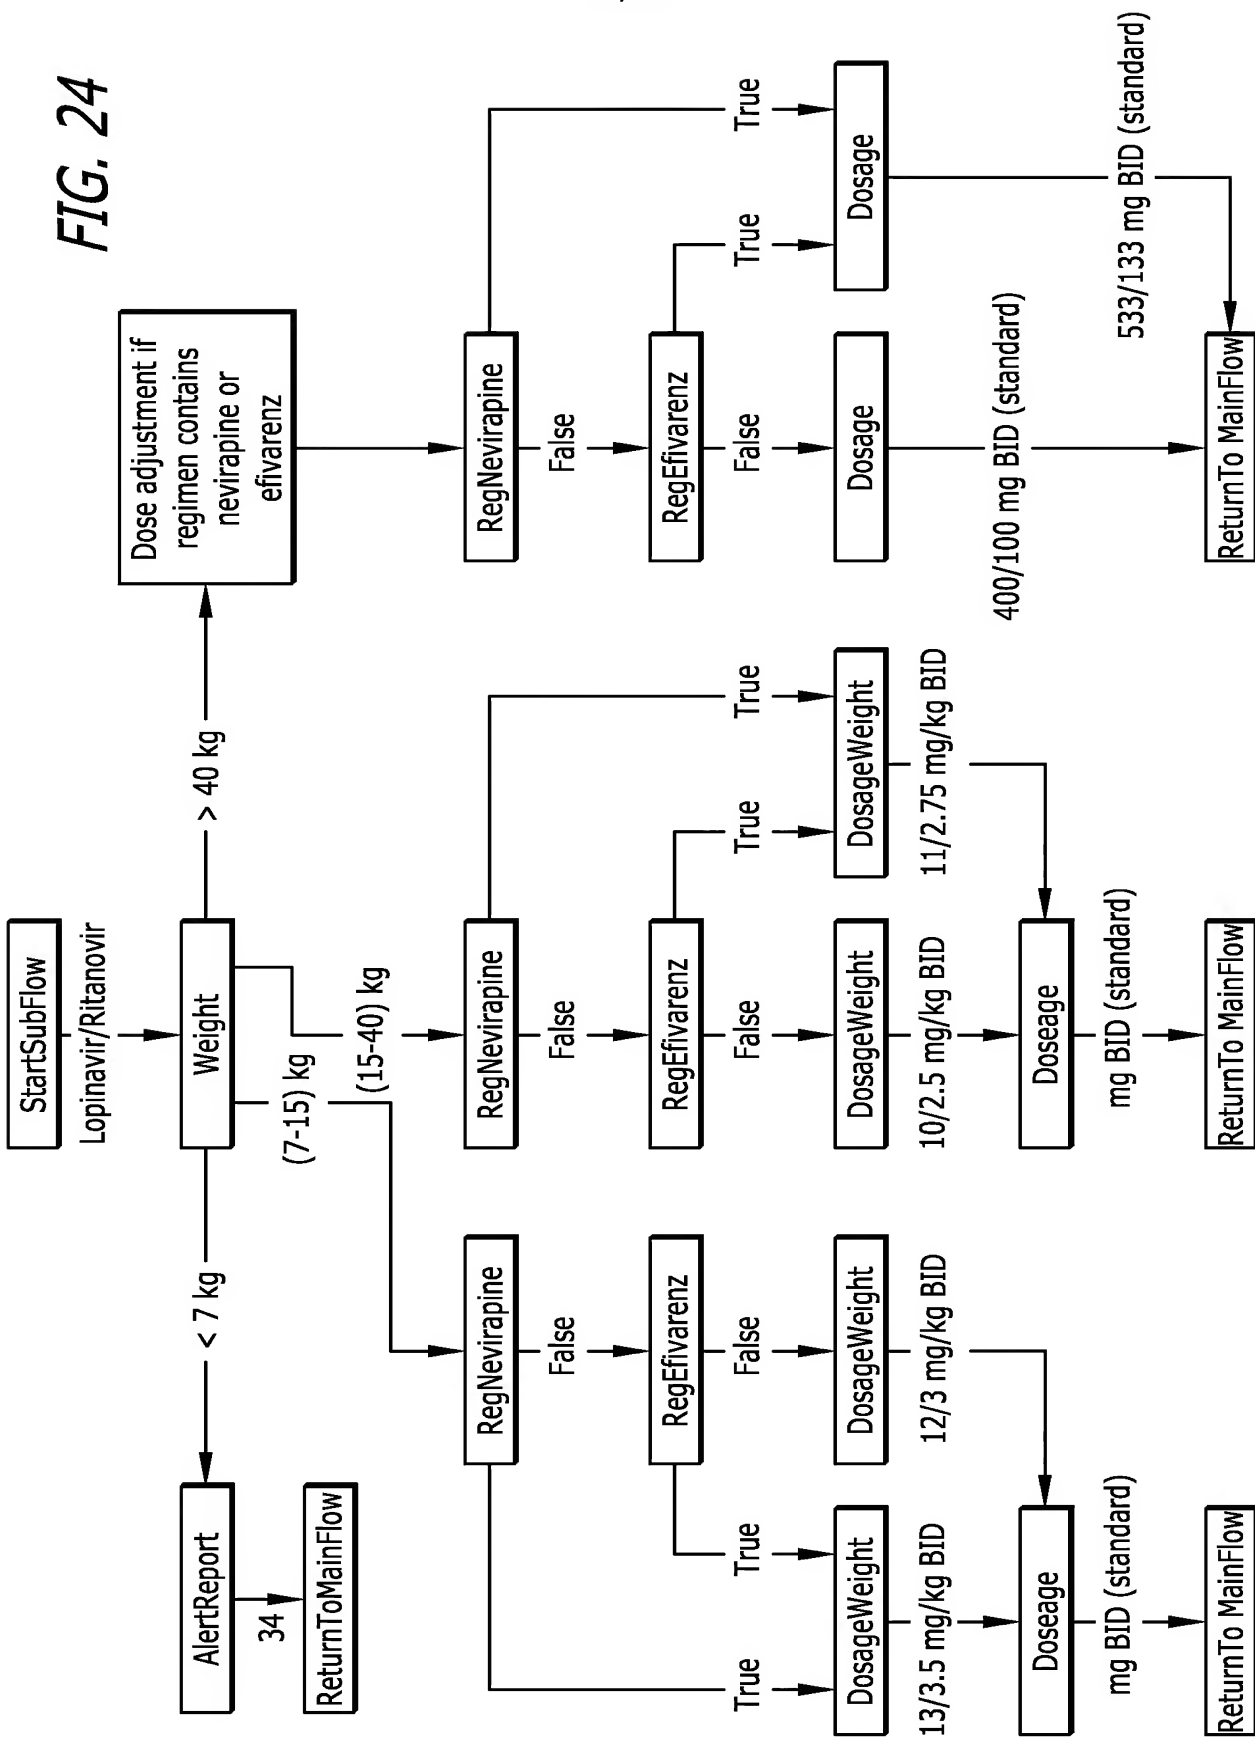 FIG. 24
StartSubFlow
Lopinavir/Ritanovir
Weight
< 7 kg
(7-15) kg
(15-40) kg
> 40 kg
AlertReport
34
ReturnToMainFlow
Dose adjustment if
regimen contains
nevirapine or
efivarenz
RegNevirapine
False
RegEfivarenz
True
True
False
DosageWeight
DosageWeight
13/3.5 mg/kg BID
12/3 mg/kg BID
Doseage
mg BID (standard)
ReturnTo MainFlow
RegNevirapine
False
RegEfivarenz
False
True
True
DosageWeight
DosageWeight
10/2.5 mg/kg BID
11/2.75 mg/kg BID
Doseage
mg BID (standard)
ReturnTo MainFlow
RegNevirapine
False
RegEfivarenz
False
True
True
Dosage
Dosage
400/100 mg BID (standard)
533/133 mg BID (standard)
ReturnTo MainFlow